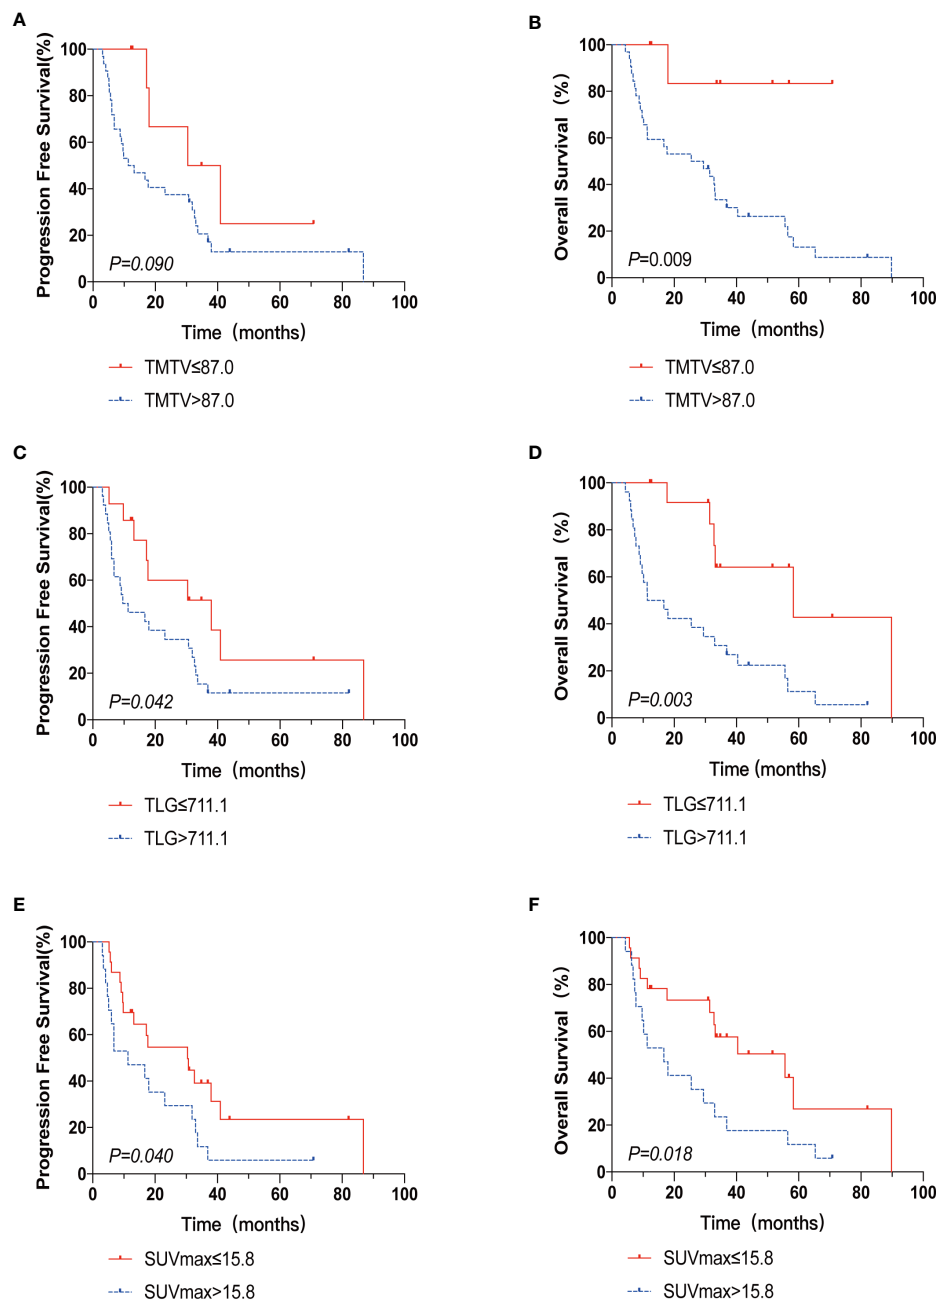 A
Progression Free Survival(%)
100
80
60
40
20
0
P=0.090
0 20 40 60 80 100
Time (months)
TMTV≤87.0
TMTV>87.0
B
Overall Survival (%)
100
80
60
40
20
0
P=0.009
0 20 40 60 80 100
Time (months)
TMTV≤87.0
TMTV>87.0
C
Progression Free Survival(%)
100
80
60
40
20
0
P=0.042
0 20 40 60 80 100
Time (months)
TLG≤711.1
TLG>711.1
D
Overall Survival (%)
100
80
60
40
20
0
P=0.003
0 20 40 60 80 100
Time (months)
TLG≤711.1
TLG>711.1
E
Progression Free Survival(%)
100
80
60
40
20
0
P=0.040
0 20 40 60 80 100
Time (months)
SUVmax≤15.8
SUVmax>15.8
F
Overall Survival (%)
100
80
60
40
20
0
P=0.018
0 20 40 60 80 100
Time (months)
SUVmax≤15.8
SUVmax>15.8